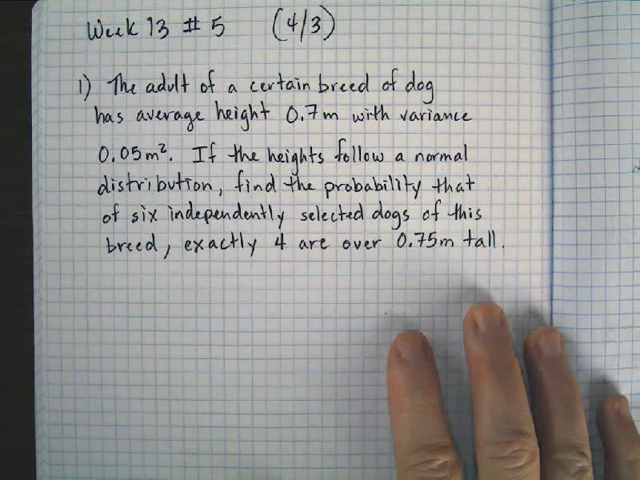 Week 13 # 5 (4/3)
1) The adult of a certain breed of dog
has average height 0.7m with variance
0.05m². If the heights follow a normal
distribution, find the probability that
of six independently selected dogs of this
breed, exactly 4 are over 0.75m tall.